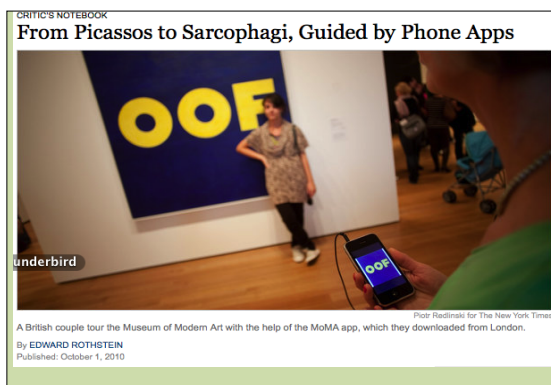 CRITIC'S NOTEBOOK
From Picassos to Sarcophagi, Guided by Phone Apps
OOF
OOF
underbird
Piotr Redlinski for The New York Times
A British couple tour the Museum of Modern Art with the help of the MoMA app, which they downloaded from London.
By EDWARD ROTHSTEIN
Published: October 1, 2010